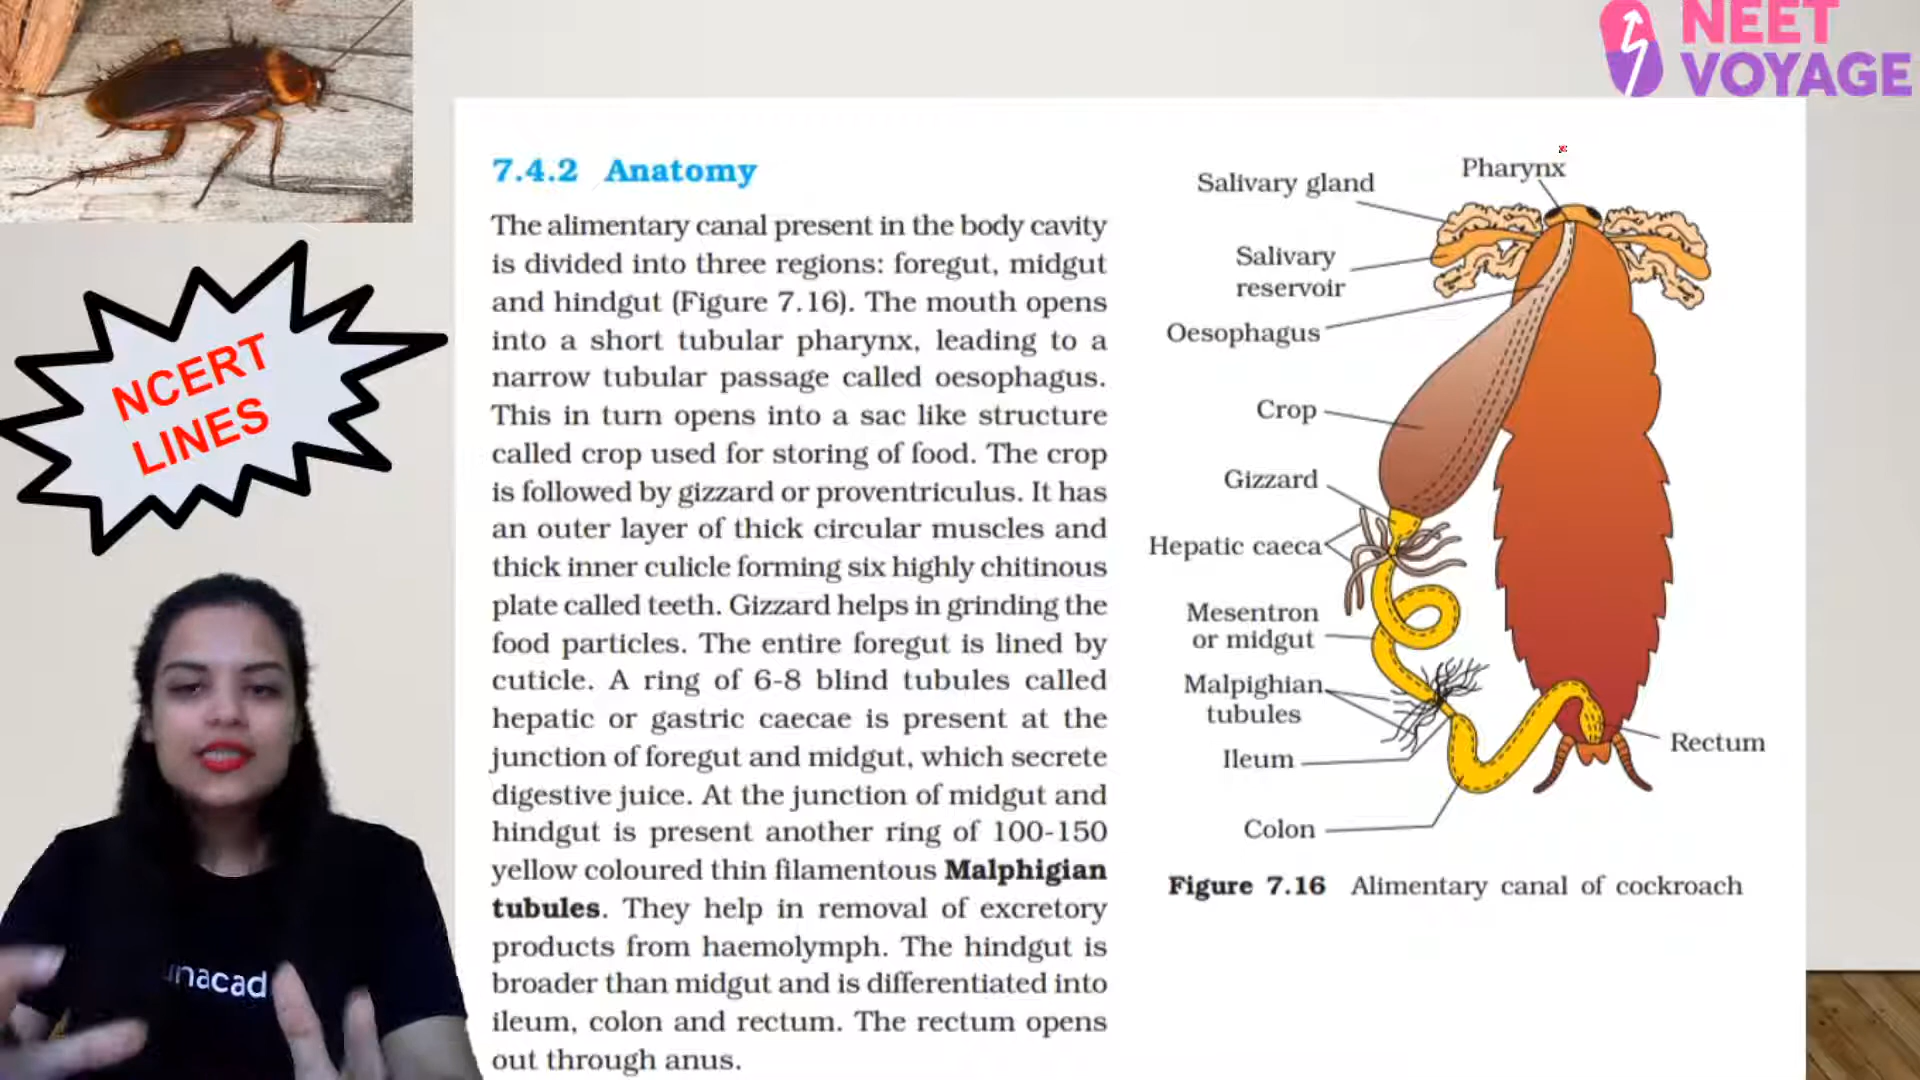 NEET
VOYAGE
NCERT
LINES
7.4.2 Anatomy
The alimentary canal present in the body cavity
is divided into three regions: foregut, midgut
and hindgut (Figure 7.16). The mouth opens
into a short tubular pharynx, leading to a
narrow tubular passage called oesophagus.
This in turn opens into a sac like structure
called crop used for storing of food. The crop
is followed by gizzard or proventriculus. It has
an outer layer of thick circular muscles and
thick inner culicle forming six highly chitinous
plate called teeth. Gizzard helps in grinding the
food particles. The entire foregut is lined by
cuticle. A ring of 6-8 blind tubules called
hepatic or gastric caecae is present at the
junction of foregut and midgut, which secrete
digestive juice. At the junction of midgut and
hindgut is present another ring of 100-150
yellow coloured thin filamentous Malphigian
tubules. They help in removal of excretory
products from haemolymph. The hindgut is
broader than midgut and is differentiated into
ileum, colon and rectum. The rectum opens
out through anus.
Pharynx
Salivary gland
Salivary
reservoir
Oesophagus
Crop
Gizzard
Hepatic caeca
Mesentron
or midgut
Malpighian
tubules
Ileum
Rectum
Colon
Figure 7.16 Alimentary canal of cockroach
unacad